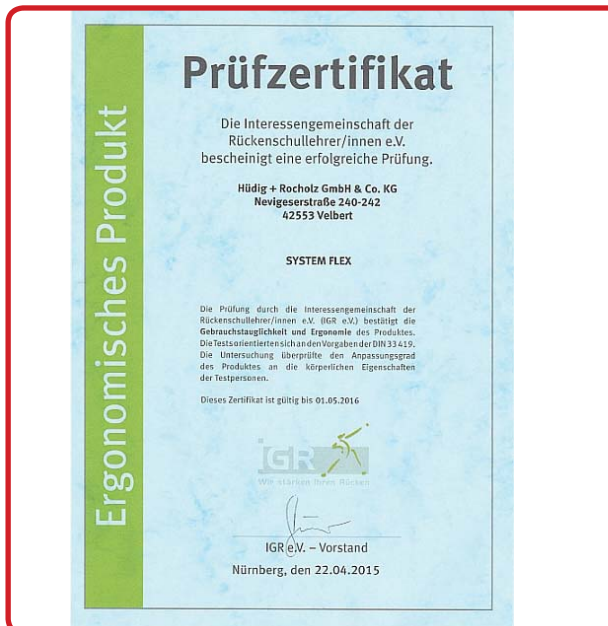 Ergonomisches Produkt
Prüfzertifikat
Die Interessengemeinschaft der
Rückenschullehrer/innen e.V.
bescheinigt eine erfolgreiche Prüfung.
Hüdig + Rocholz GmbH & Co. KG
Nevigeserstraße 240-242
42553 Velbert
SYSTEM FLEX
Die Prüfung durch die Interessengemeinschaft der
Rückenschullehrer/innen e.V. (IGR e.V.) bestätigt die
Gebrauchstauglichkeit und Ergonomie des Produktes.
Die Tests orientierten sich an den Vorgaben der DIN 33 419.
Die Untersuchung überprüfte den Anpassungsgrad
des Produktes an die körperlichen Eigenschaften
der Testpersonen.
Dieses Zertifikat ist gültig bis 01.05.2016
iGR
Wir stärken Ihren Rücken
IGR e.V. – Vorstand
Nürnberg, den 22.04.2015